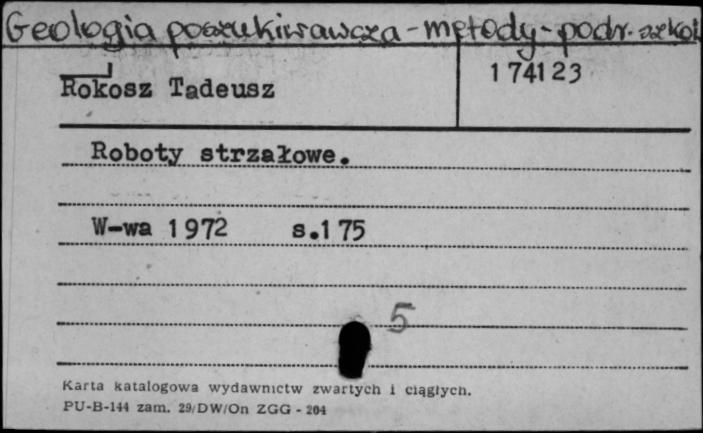 Geologia poszukiwawcza - metody - podr. szkol
174123
Rokosz Tadeusz
Roboty strzałowe.
W-wa 1972 s.175
5
Karta katalogowa wydawnictw zwartych i ciągłych.
PU-B-144 zam. 29/DW/On ZGG - 204